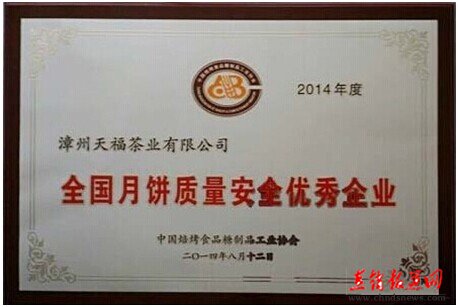 2014年度
漳州天福茶业有限公司
全国月饼质量安全优秀企业
中国焙烤食品糖制品工业协会
二〇一四年八月十二日
www.chndsnews.com